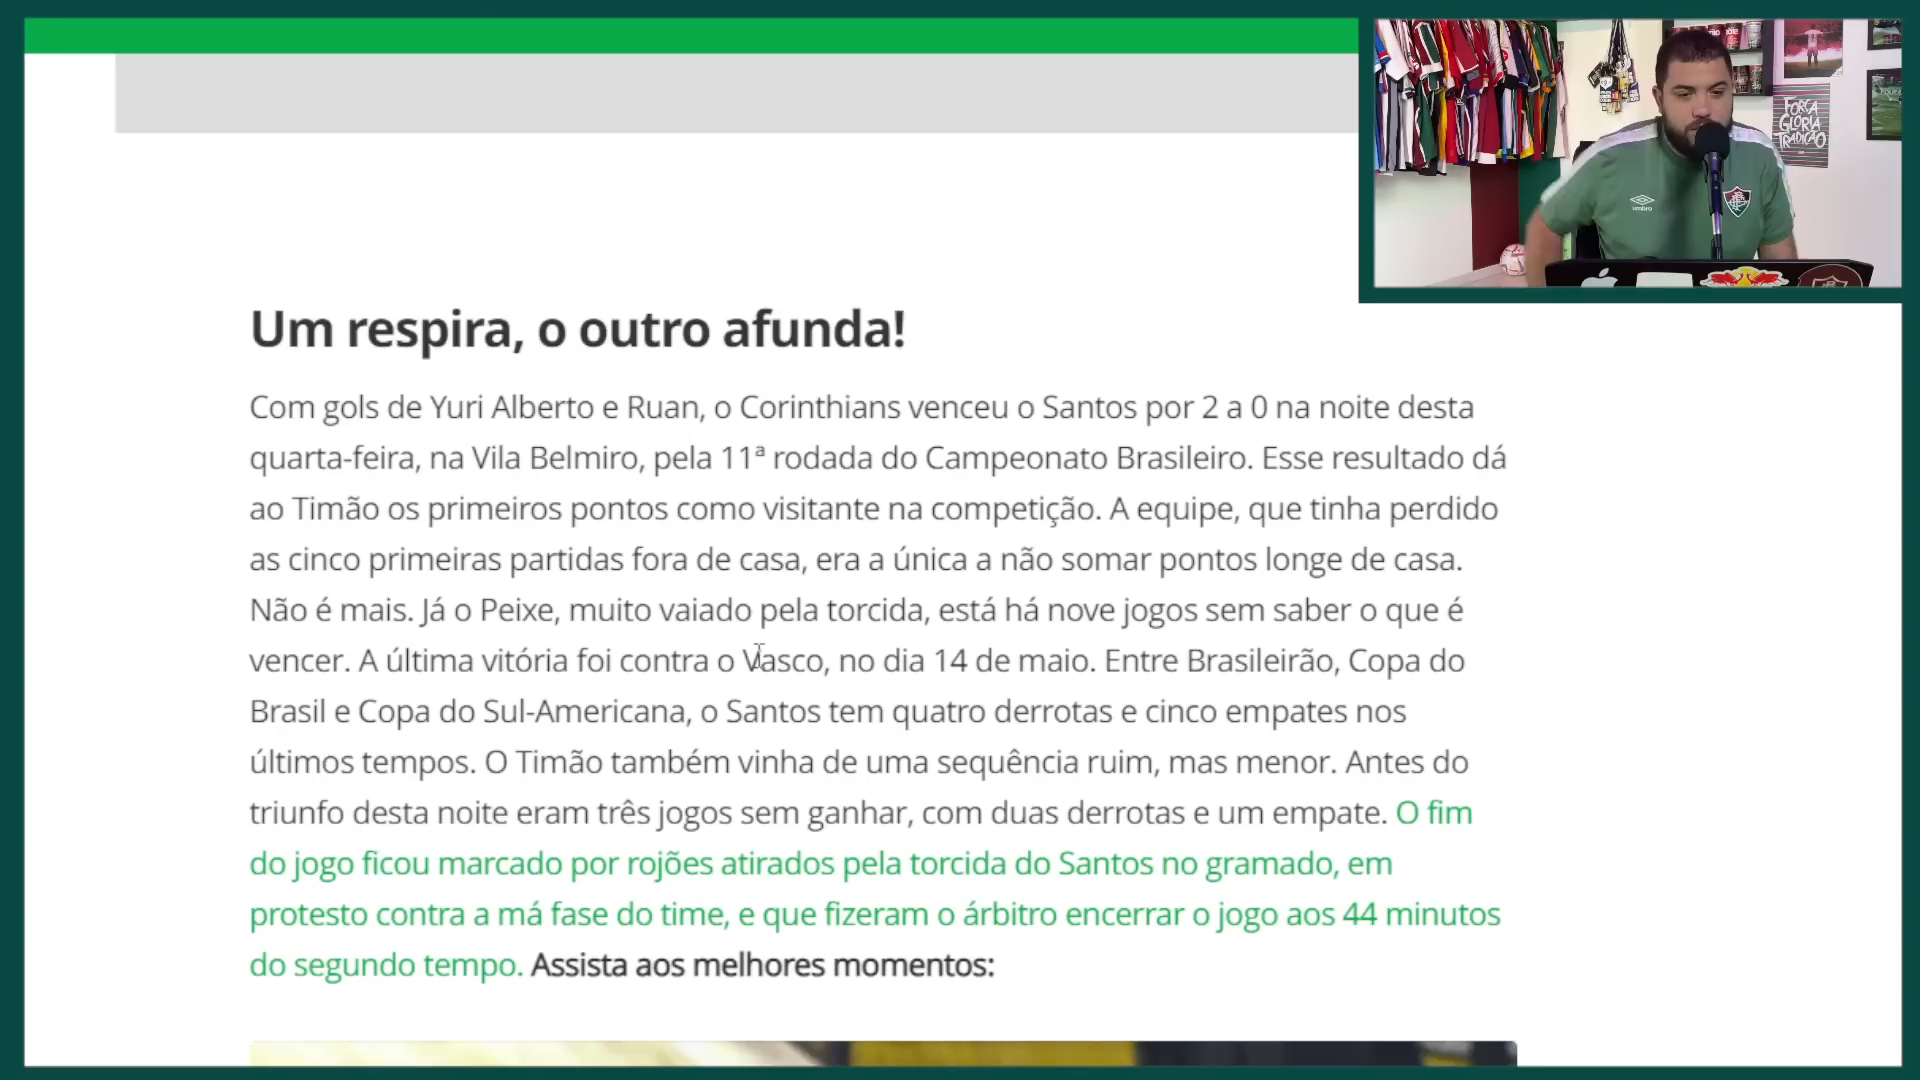 FORÇA
GLÓRIA
TRADIÇÃO
umbro
Um respira, o outro afunda!
Com gols de Yuri Alberto e Ruan, o Corinthians venceu o Santos por 2 a 0 na noite desta
quarta-feira, na Vila Belmiro, pela 11ª rodada do Campeonato Brasileiro. Esse resultado dá
ao Timão os primeiros pontos como visitante na competição. A equipe, que tinha perdido
as cinco primeiras partidas fora de casa, era a única a não somar pontos longe de casa.
Não é mais. Já o Peixe, muito vaiado pela torcida, está há nove jogos sem saber o que é
vencer. A última vitória foi contra o Vasco, no dia 14 de maio. Entre Brasileirão, Copa do
Brasil e Copa do Sul-Americana, o Santos tem quatro derrotas e cinco empates nos
últimos tempos. O Timão também vinha de uma sequência ruim, mas menor. Antes do
triunfo desta noite eram três jogos sem ganhar, com duas derrotas e um empate. O fim
do jogo ficou marcado por rojões atirados pela torcida do Santos no gramado, em
protesto contra a má fase do time, e que fizeram o árbitro encerrar o jogo aos 44 minutos
do segundo tempo. Assista aos melhores momentos: